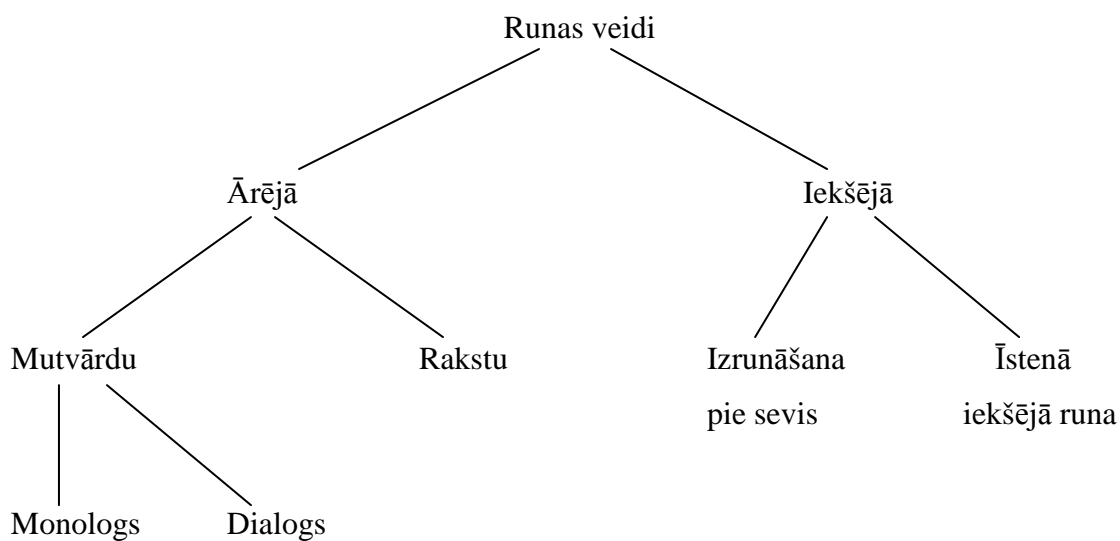 Runas veidi
Ārējā Iekšējā
Mutvārdu Rakstu Izrunāšana Īstenā
pie sevis iekšējā runa
Monologs Dialogs